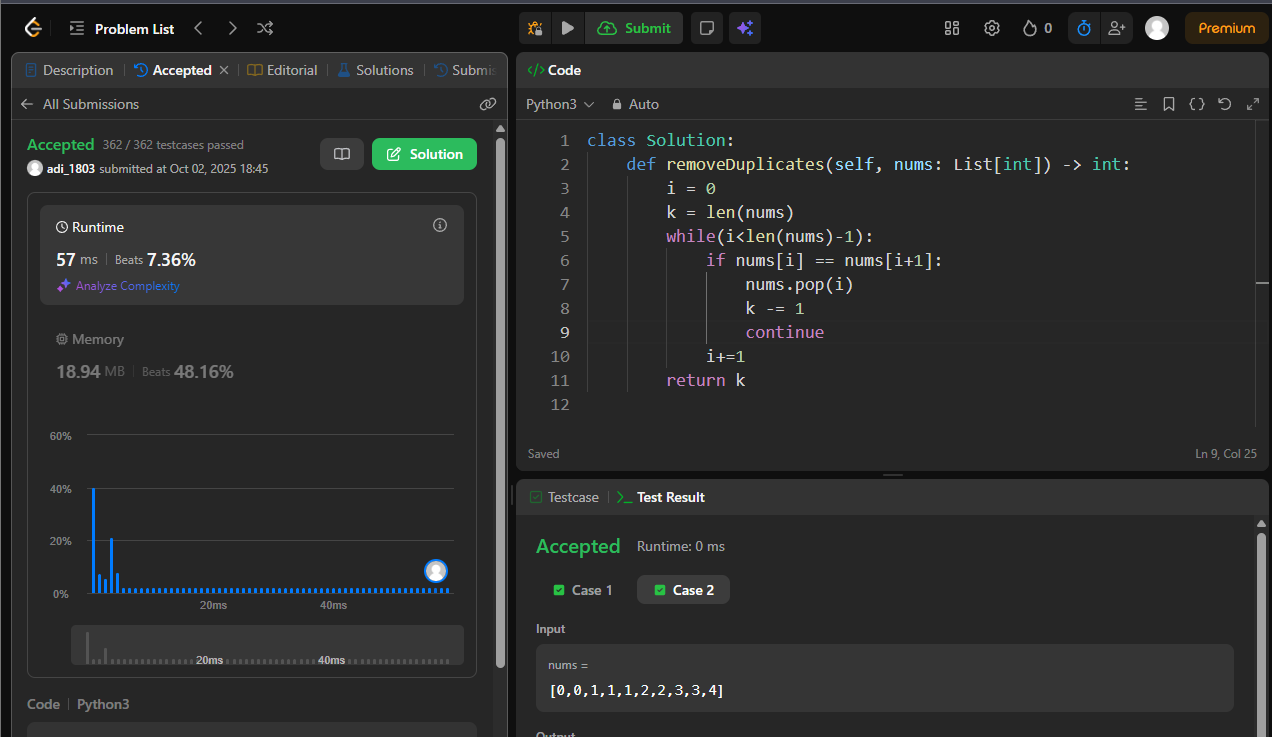 Problem List
Submit
0
Premium
Description
Accepted
Editorial
Solutions
Submis
All Submissions
Accepted 362 / 362 testcases passed
adi_1803 submitted at Oct 02, 2025 18:45
Solution
Runtime
57 ms Beats 7.36%
Analyze Complexity
Memory
18.94 MB Beats 48.16%
60%
40%
20%
0%
20ms 40ms
20ms 40ms
Code Python3
</> Code
Python3 Auto
1 class Solution:
2 def removeDuplicates(self, nums: List[int]) -> int:
3 i = 0
4 k = len(nums)
5 while(i<len(nums)-1):
6 if nums[i] == nums[i+1]:
7 nums.pop(i)
8 k -= 1
9 continue
10 i+=1
11 return k
12
Saved
Ln 9, Col 25
Testcase
Test Result
Accepted Runtime: 0 ms
Case 1 Case 2
Input
nums =
[0,0,1,1,1,2,2,3,3,4]
Output